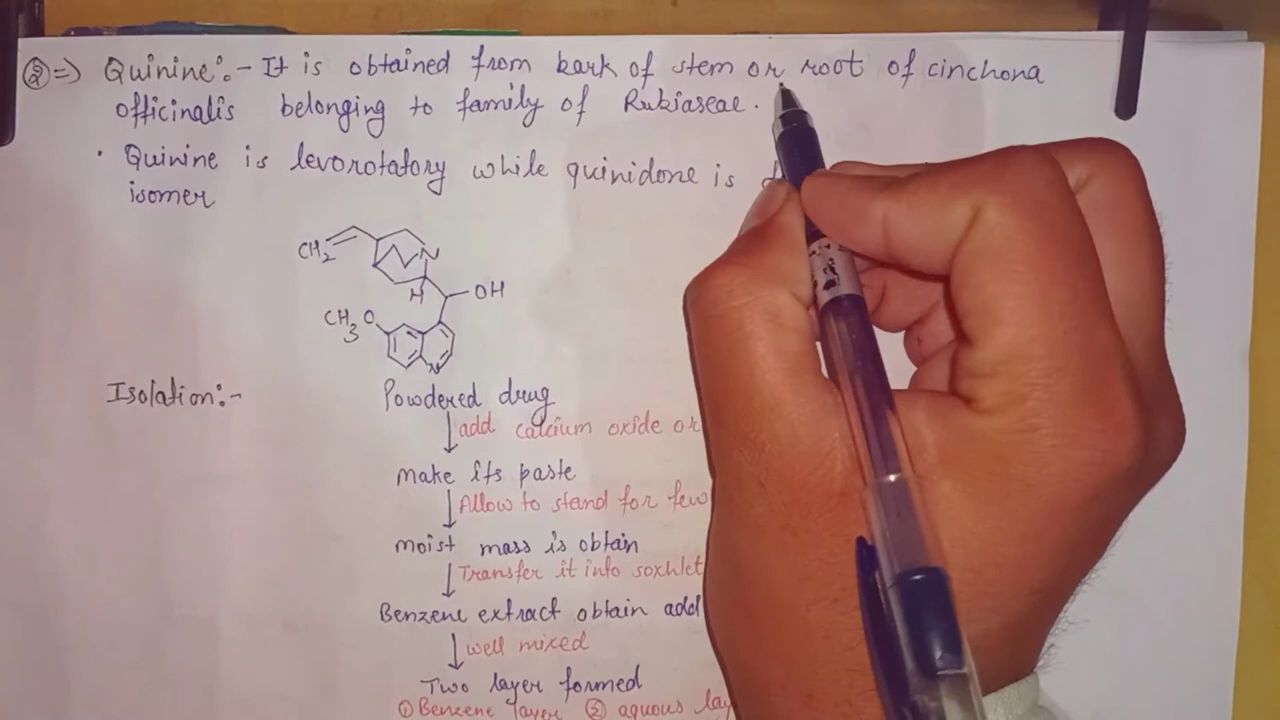 ② => Quinine :- It is obtained from bark of stem or root of cinchona
officinalis belonging to family of Rubiaseae.
• Quinine is levorotatory while quinidone is
isomer
CH2
N
H
OH
CH3O
N
Isolation:-
Powdered drug
add calcium oxide or
make its paste
Allow to stand for few
moist mass is obtain
Transfer it into soxhlet
Benzene extract obtain add
well mixed
Two layer formed
① Benzene layer ② aqueous lay